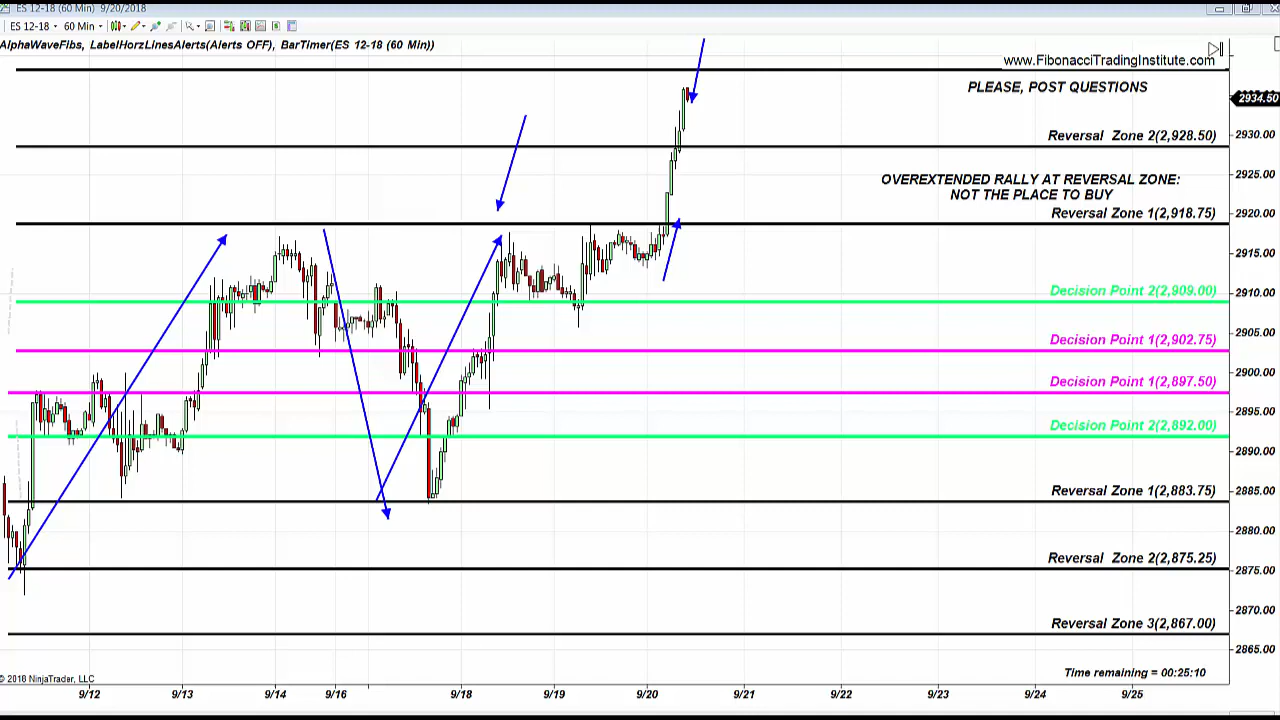 ES 12-18 (60 Min) 9/20/2018
ES 12-18 60 Min
AlphaWaveFibs, LabelHorzLinesAlerts(Alerts OFF), BarTimer(ES 12-18 (60 Min))
www.FibonacciTradingInstitute.com
PLEASE, POST QUESTIONS
2934.50
Reversal Zone 2(2,928.50)
2930.00
2925.00
OVEREXTENDED RALLY AT REVERSAL ZONE:
NOT THE PLACE TO BUY
Reversal Zone 1(2,918.75)
2920.00
2915.00
Decision Point 2(2,909.00)
2910.00
2905.00
Decision Point 1(2,902.75)
2900.00
Decision Point 1(2,897.50)
2895.00
Decision Point 2(2,892.00)
2890.00
Reversal Zone 1(2,883.75)
2885.00
2880.00
Reversal Zone 2(2,875.25)
2875.00
2870.00
Reversal Zone 3(2,867.00)
2865.00
© 2018 NinjaTrader, LLC
Time remaining = 00:25:10
9/12 9/13 9/14 9/16 9/18 9/19 9/20 9/21 9/22 9/23 9/24 9/25